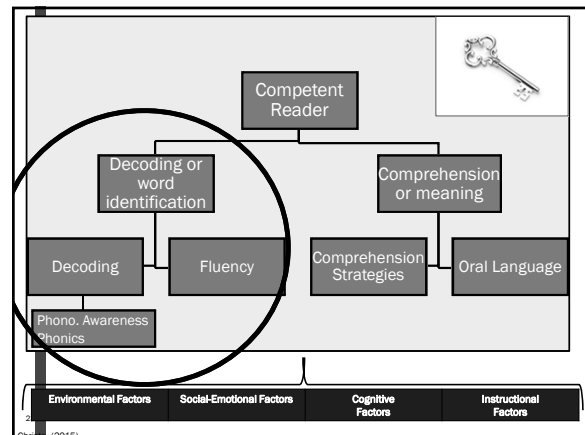 Competent
Reader
Decoding or
word
identification
Comprehension
or meaning
Decoding
Fluency
Comprehension
Strategies
Oral Language
Phono. Awareness
Phonics
Environmental Factors
Social-Emotional Factors
Cognitive
Factors
Instructional
Factors
2
(2015)